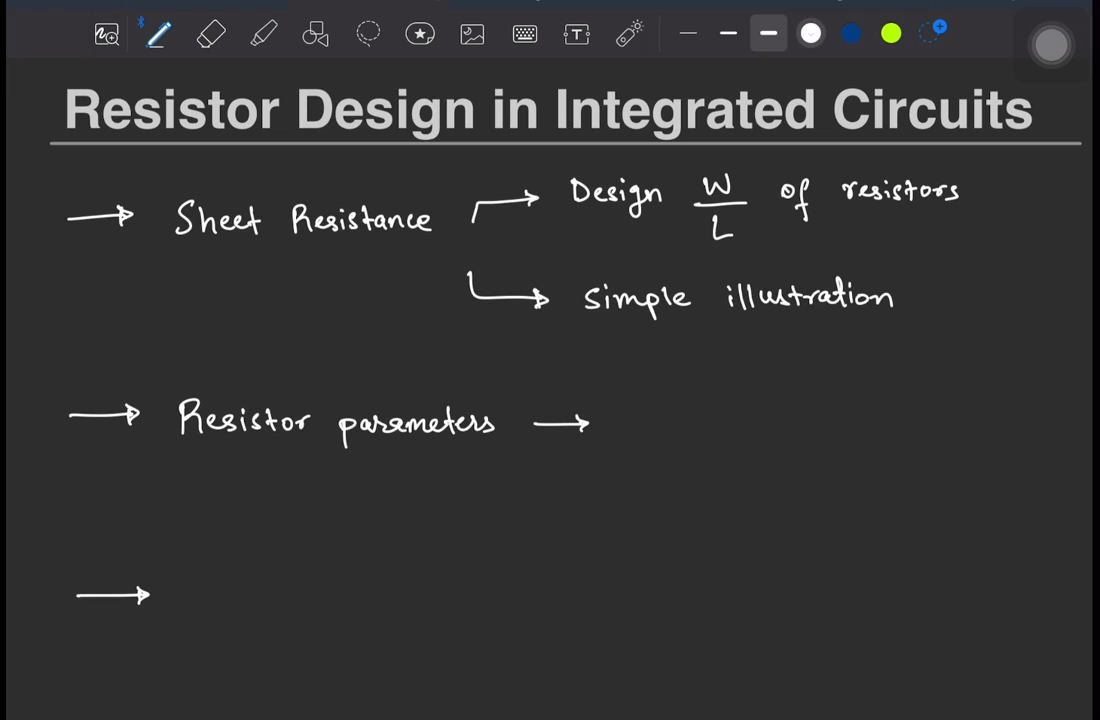 Resistor Design in Integrated Circuits
→ Sheet Resistance → Design W/L of resistors
→ simple illustration
→ Resistor parameters →
→